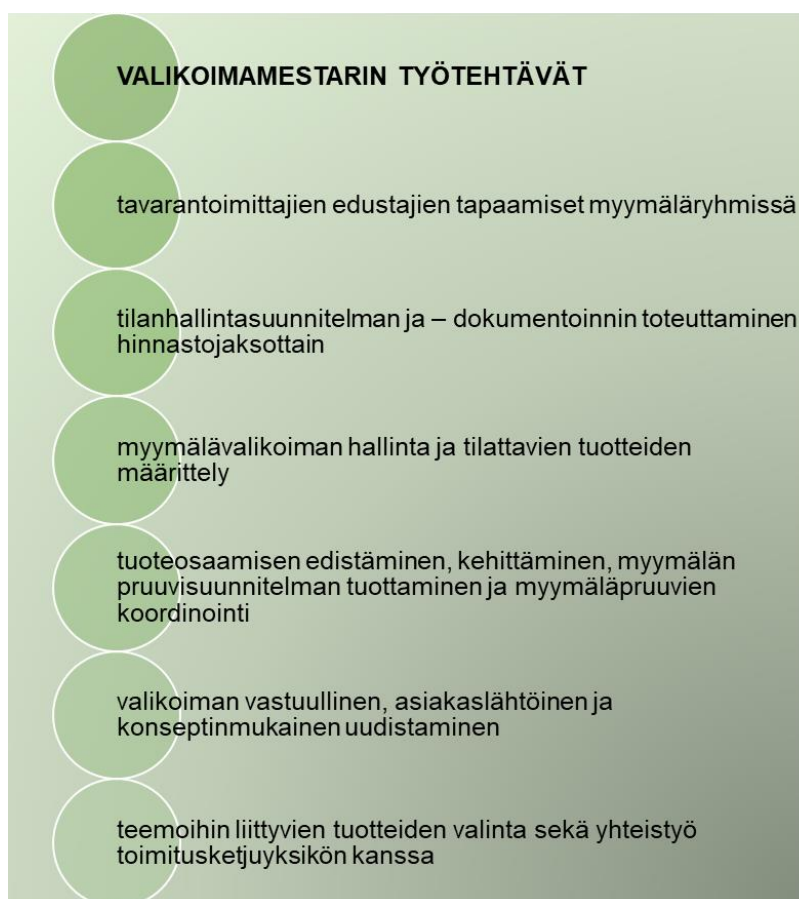 VALIKOIMAMESTARIN TYÖTEHTÄVÄT
tavarantoimittajien edustajien tapaamiset myymäläryhmissä
tilanhallintasuunnitelman ja – dokumentoinnin toteuttaminen
hinnastojaksottain
myymälävalikoiman hallinta ja tilattavien tuotteiden
määrittely
tuoteosaamisen edistäminen, kehittäminen, myymälän
pruuvisuunnitelman tuottaminen ja myymäläpruuvien
koordinointi
valikoiman vastuullinen, asiakaslähtöinen ja
konseptinmukainen uudistaminen
teemoihin liittyvien tuotteiden valinta sekä yhteistyö
toimitusketjuyksikön kanssa